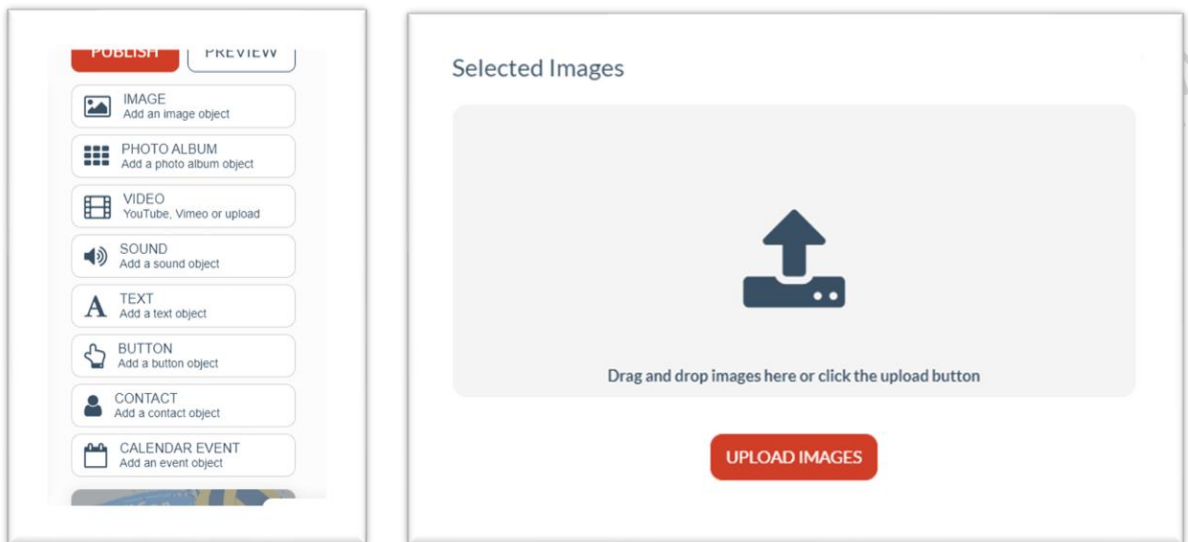 PUBLISH PREVIEW
IMAGE
Add an image object
PHOTO ALBUM
Add a photo album object
VIDEO
YouTube, Vimeo or upload
SOUND
Add a sound object
TEXT
Add a text object
BUTTON
Add a button object
CONTACT
Add a contact object
CALENDAR EVENT
Add an event object
Selected Images
Drag and drop images here or click the upload button
UPLOAD IMAGES